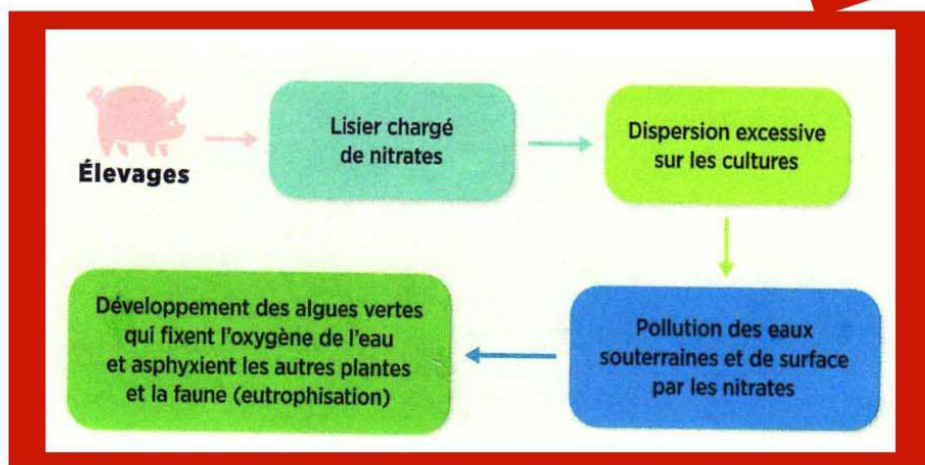 Élevages
Lisier chargé
de nitrates
Dispersion excessive
sur les cultures
Pollution des eaux
souterraines et de surface
par les nitrates
Développement des algues vertes
qui fixent l'oxygène de l'eau
et asphyxient les autres plantes
et la faune (eutrophisation)